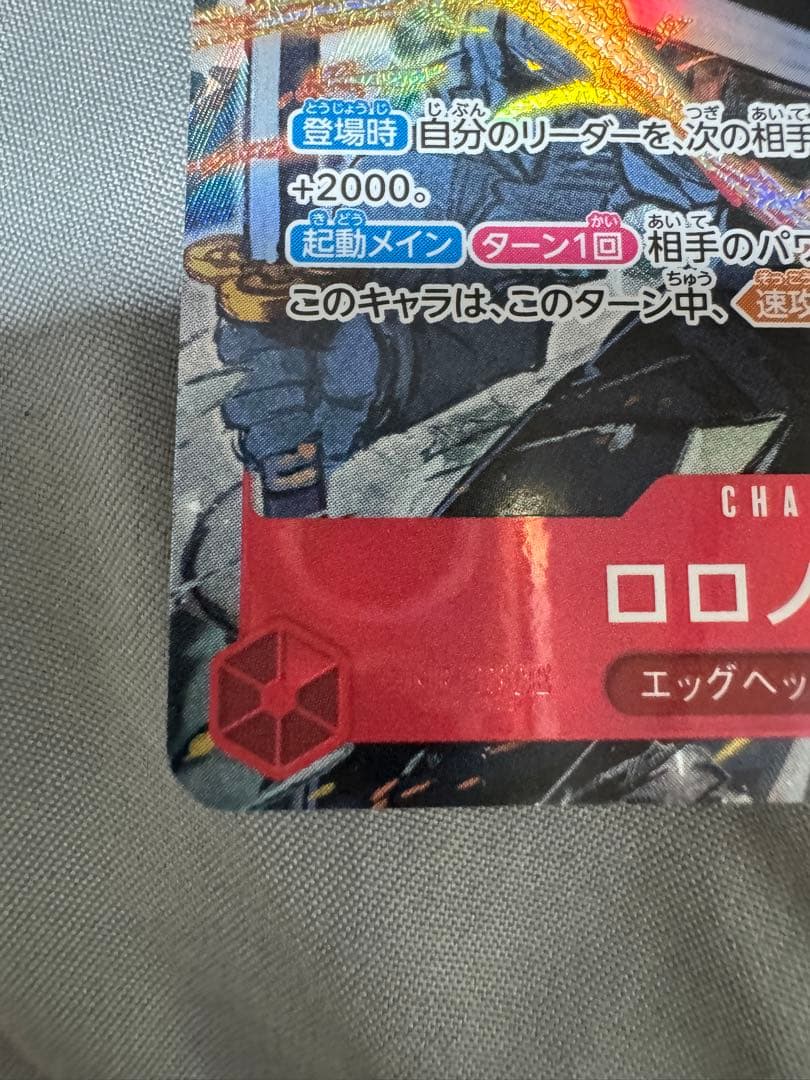 登場時 自分のリーダーを、次の相手
+2000。
起動メイン ターン1回 相手のパワ
このキャラは、このターン中、速攻
CHA
ロロノ
エッグヘッ